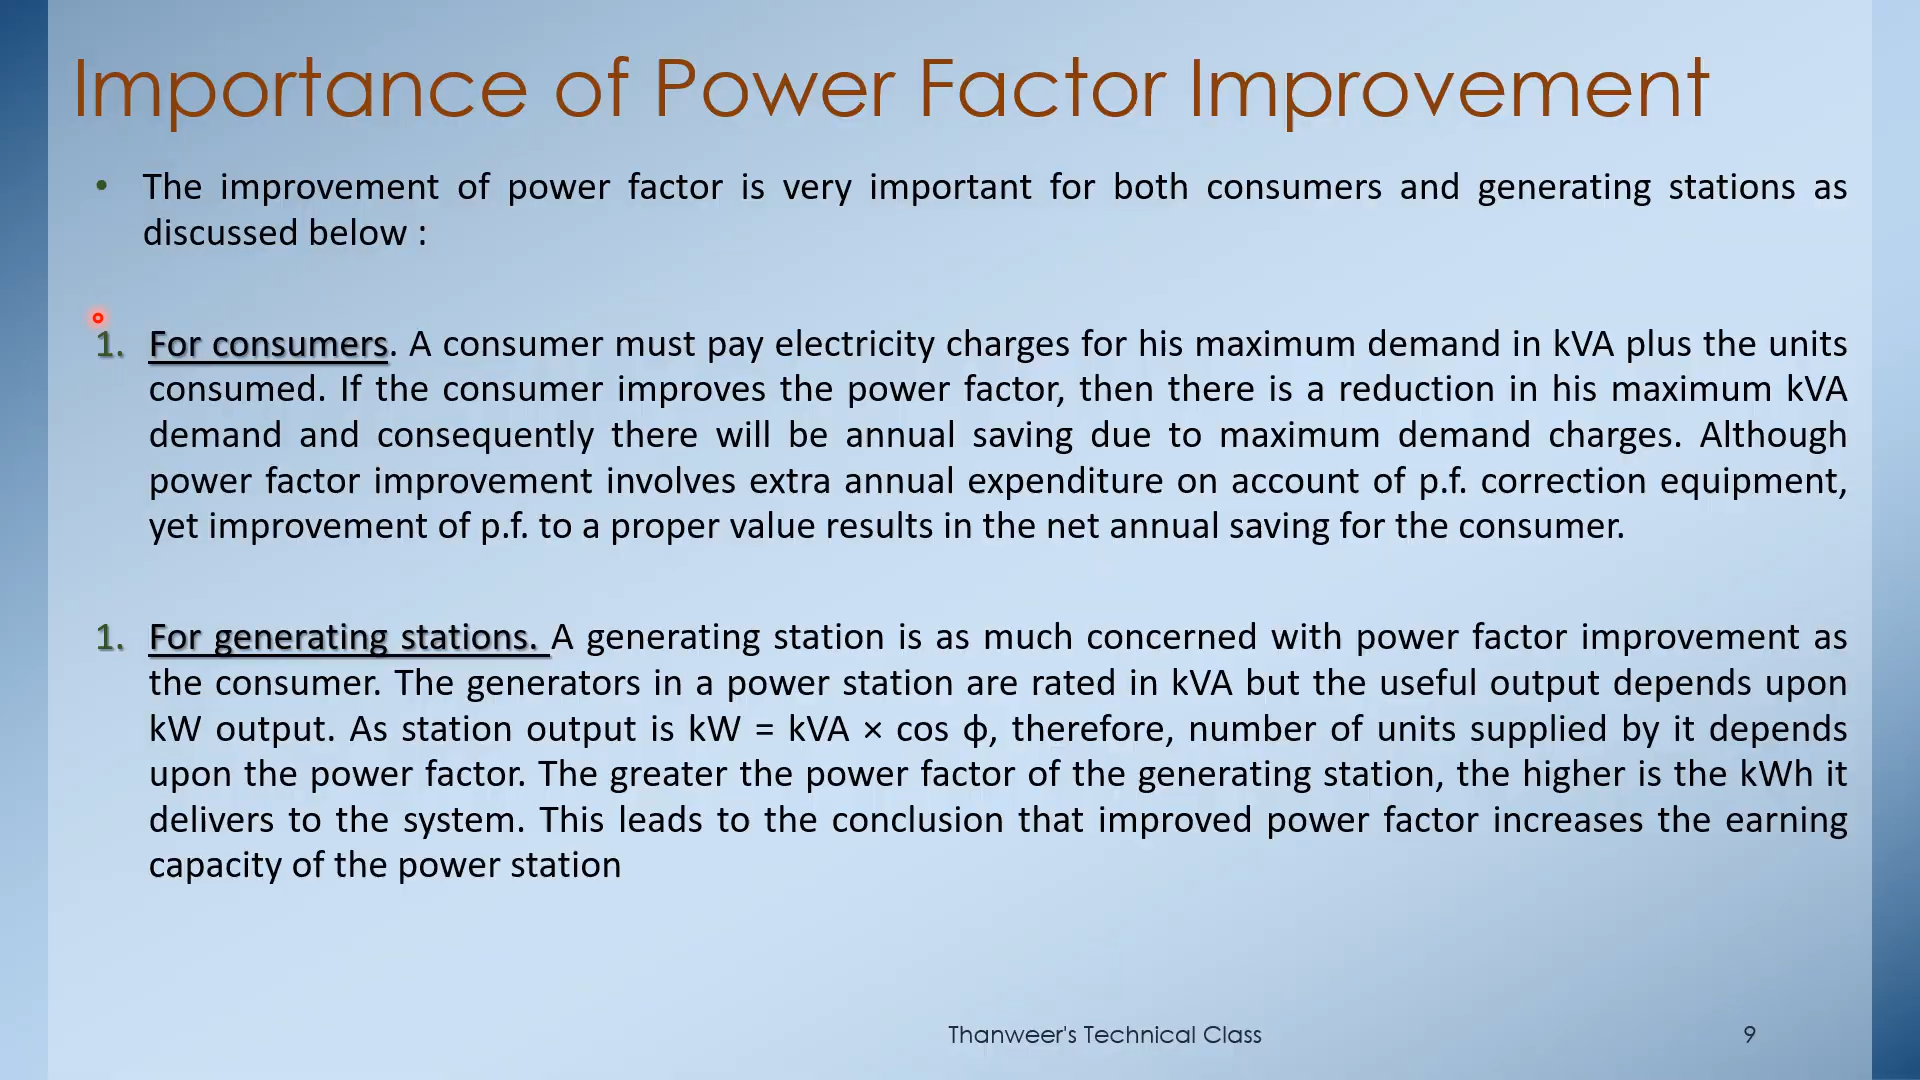 Importance of Power Factor Improvement
• The improvement of power factor is very important for both consumers and generating stations as
discussed below :
1. For consumers. A consumer must pay electricity charges for his maximum demand in kVA plus the units
consumed. If the consumer improves the power factor, then there is a reduction in his maximum kVA
demand and consequently there will be annual saving due to maximum demand charges. Although
power factor improvement involves extra annual expenditure on account of p.f. correction equipment,
yet improvement of p.f. to a proper value results in the net annual saving for the consumer.
1. For generating stations. A generating station is as much concerned with power factor improvement as
the consumer. The generators in a power station are rated in kVA but the useful output depends upon
kW output. As station output is kW = kVA × cos ϕ, therefore, number of units supplied by it depends
upon the power factor. The greater the power factor of the generating station, the higher is the kWh it
delivers to the system. This leads to the conclusion that improved power factor increases the earning
capacity of the power station
Thanweer's Technical Class
9